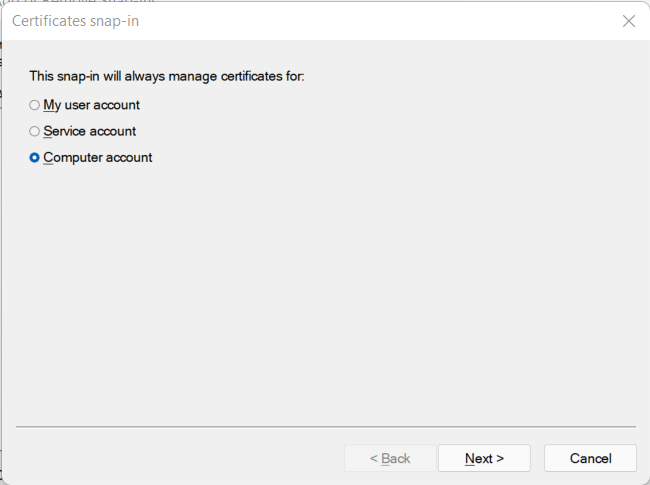 Certificates snap-in
This snap-in will always manage certificates for:
My user account
Service account
Computer account
< Back
Next >
Cancel